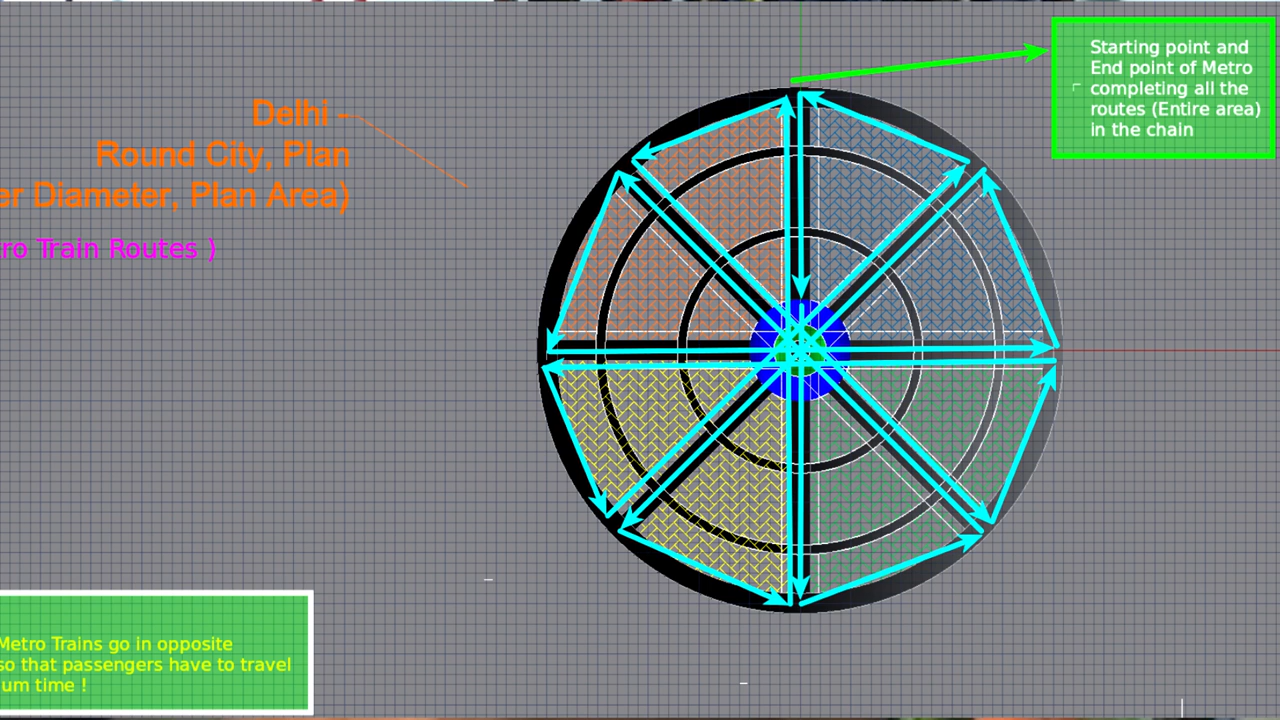 Delhi -
Round City, Plan
er Diameter, Plan Area)
tro Train Routes )
Starting point and
End point of Metro
completing all the
routes (Entire area)
in the chain
Metro Trains go in opposite
so that passengers have to travel
um time !